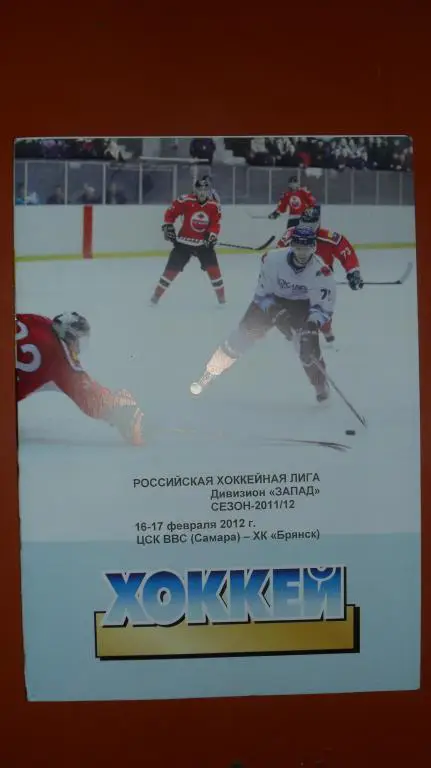 РОССИЙСКАЯ ХОККЕЙНАЯ ЛИГА
Дивизион «ЗАПАД»
СЕЗОН-2011/12
16-17 февраля 2012 г.
ЦСК ВВС (Самара) – ХК «Брянск)
ХОККЕЙ